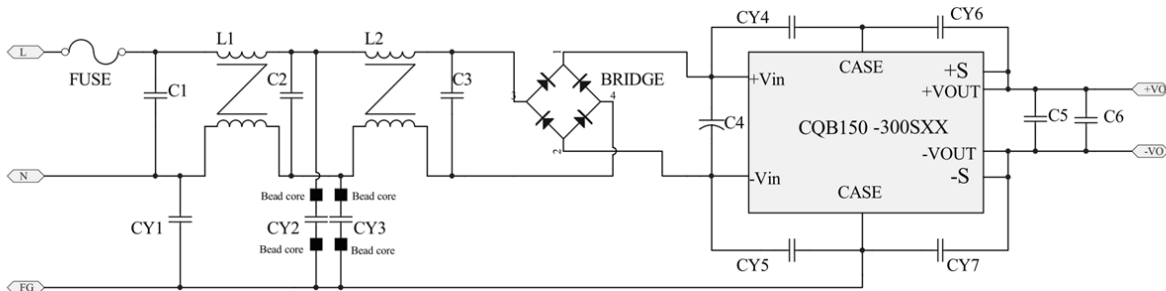 CY4
CY6
L
FUSE
L1
L2
C1
C2
C3
1
3
4
2
BRIDGE
CASE
+Vin
+S
+VOUT
+VO
C4
CQB150 -300SXX
C5
C6
-VOUT
-VO
N
-Vin
-S
CASE
Bead core
Bead core
CY1
CY2
CY3
Bead core
Bead core
CY5
CY7
FG